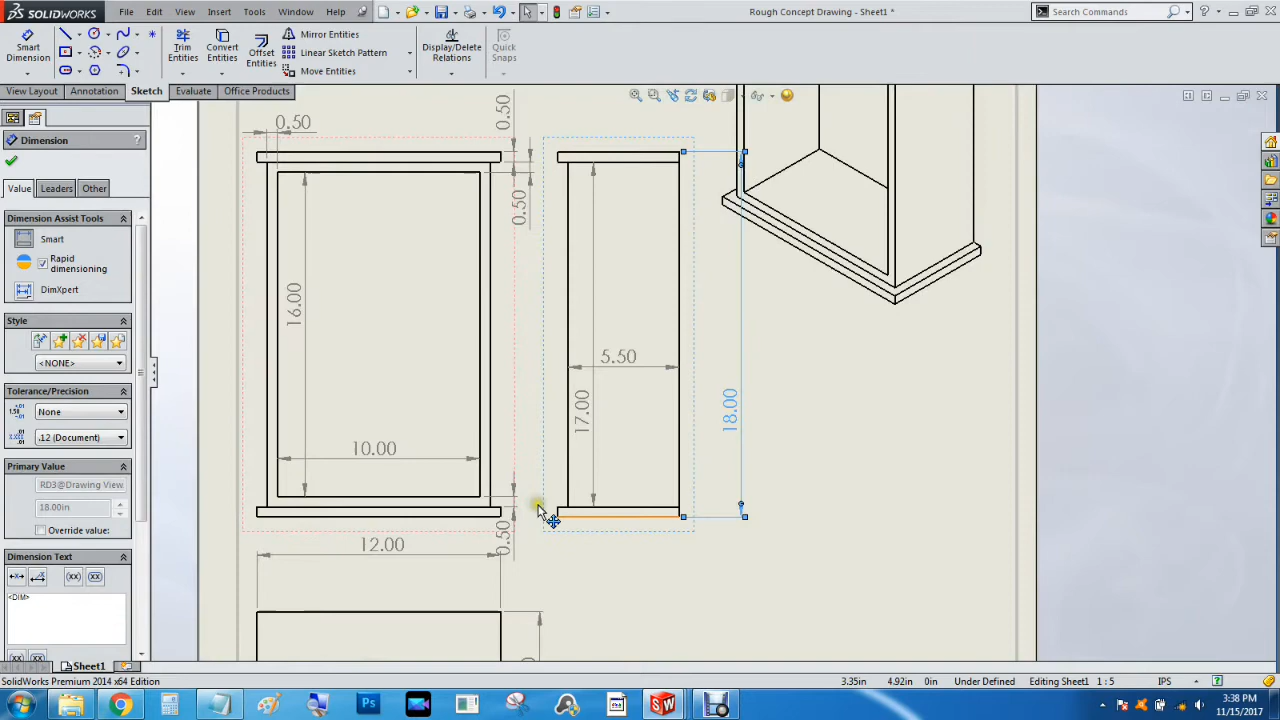 SOLIDWORKS File Edit View Insert Tools Window Help Rough Concept Drawing - Sheet1 * Search Commands ?
Smart Dimension
Trim Entities
Convert Entities
Offset Entities
Mirror Entities
Linear Sketch Pattern
Move Entities
Display/Delete Relations
Quick Snaps
View Layout Annotation Sketch Evaluate Office Products
Dimension ?
Value Leaders Other
Dimension Assist Tools
Smart
Rapid dimensioning
DimXpert
Style
<NONE>
Tolerance/Precision
None
.12 (Document)
Primary Value
RD3@Drawing View
18.00in
Override value:
Dimension Text
(xx) (xx)
<DIM>
0.50
0.50
0.50
16.00
10.00
0.50
12.00
5.50
17.00
18.00
Sheet1
SolidWorks Premium 2014 x64 Edition 3.35in 4.92in 0in Under Defined Editing Sheet1 1 : 5 IPS
Ps
SW
3:38 PM
11/15/2017